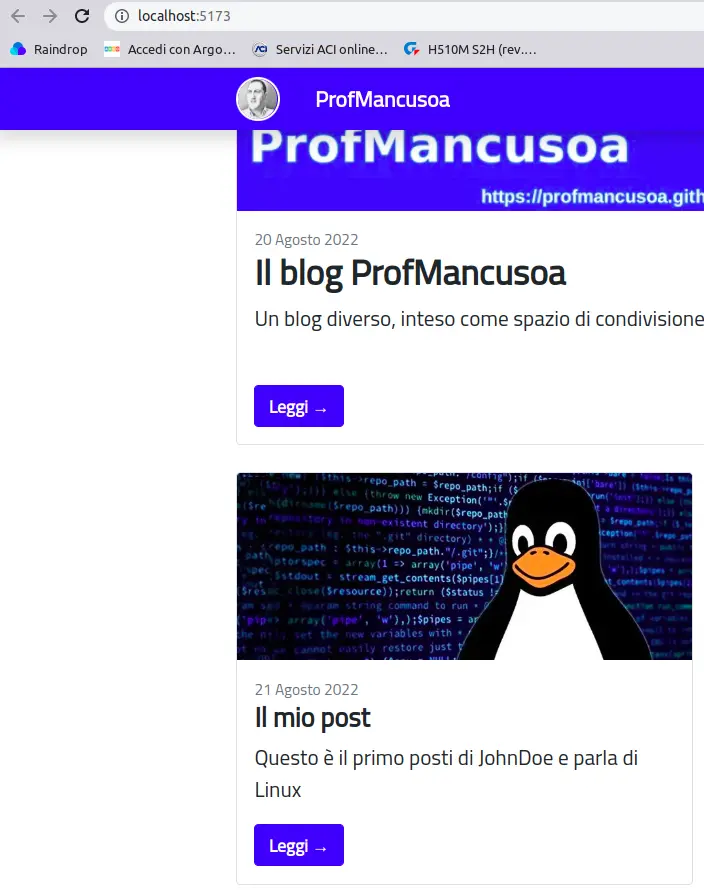 localhost:5173
Raindrop Accedi con Argo... Servizi ACI online... H510M S2H (rev....
ProfMancusoa
ProfMancusoa
https://profmancusoa.gith
20 Agosto 2022
Il blog ProfMancusoa
Un blog diverso, inteso come spazio di condivisione
Leggi →
21 Agosto 2022
Il mio post
Questo è il primo posti di JohnDoe e parla di
Linux
Leggi →